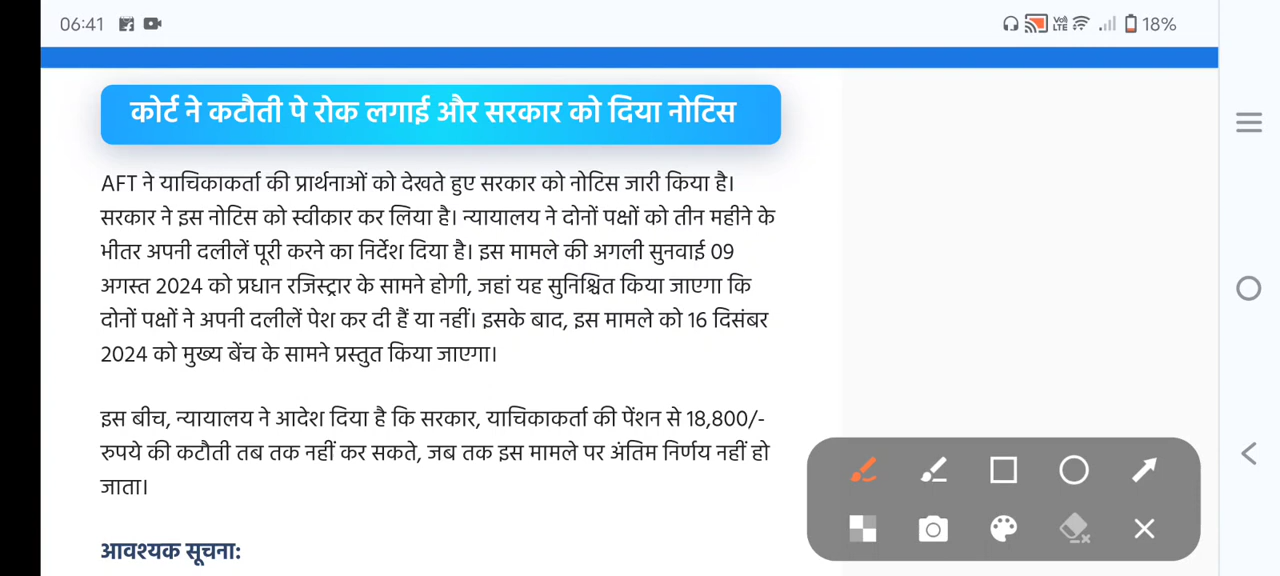 06:41
Vo) LTE 18%
कोर्ट ने कटौती पे रोक लगाई और सरकार को दिया नोटिस
AFT ने याचिकाकर्ता की प्रार्थनाओं को देखते हुए सरकार को नोटिस जारी किया है।
सरकार ने इस नोटिस को स्वीकार कर लिया है। न्यायालय ने दोनों पक्षों को तीन महीने के
भीतर अपनी दलीलें पूरी करने का निर्देश दिया है। इस मामले की अगली सुनवाई 09
अगस्त 2024 को प्रधान रजिस्ट्रार के सामने होगी, जहां यह सुनिश्चित किया जाएगा कि
दोनों पक्षों ने अपनी दलीलें पेश कर दी हैं या नहीं। इसके बाद, इस मामले को 16 दिसंबर
2024 को मुख्य बेंच के सामने प्रस्तुत किया जाएगा।
इस बीच, न्यायालय ने आदेश दिया है कि सरकार, याचिकाकर्ता की पेंशन से 18,800/-
रुपये की कटौती तब तक नहीं कर सकते, जब तक इस मामले पर अंतिम निर्णय नहीं हो
जाता।
आवश्यक सूचना: